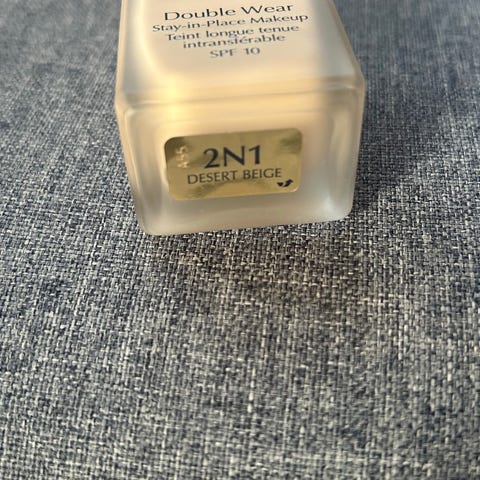 Double Wear
Stay-in-Place Makeup
Teint longue tenue
intransférable
SPF 10
2N1
DESERT BEIGE